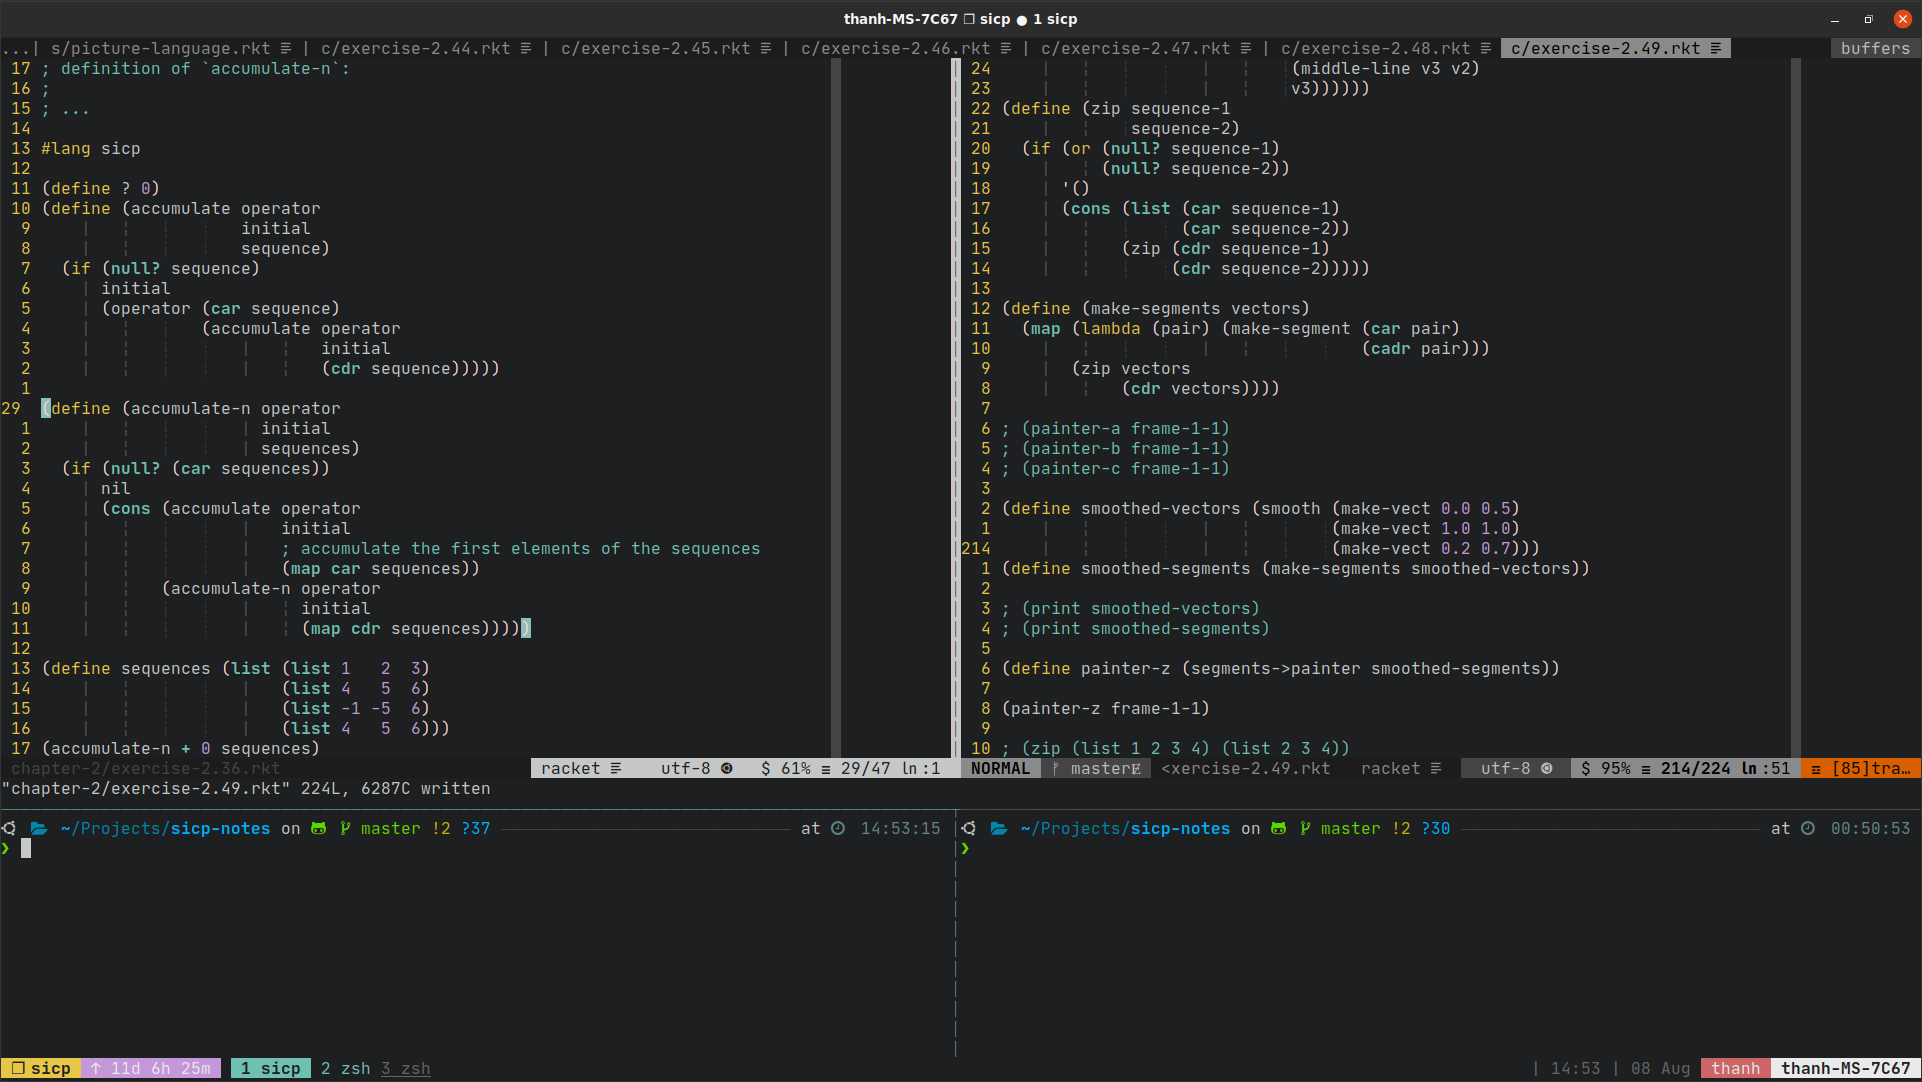 thanh-MS-7C67 ❐ sicp ● 1 sicp
...| s/picture-language.rkt | c/exercise-2.44.rkt | c/exercise-2.45.rkt | c/exercise-2.46.rkt | c/exercise-2.47.rkt | c/exercise-2.48.rkt c/exercise-2.49.rkt buffers
17 ; definition of `accumulate-n`:
16 ;
15 ; ...
14
13 #lang sicp
12
11 (define ? 0)
10 (define (accumulate operator
9 initial
8 sequence)
7 (if (null? sequence)
6 initial
5 (operator (car sequence)
4 (accumulate operator
3 initial
2 (cdr sequence)))))
1
29 (define (accumulate-n operator
1 initial
2 sequences)
3 (if (null? (car sequences))
4 nil
5 (cons (accumulate operator
6 initial
7 ; accumulate the first elements of the sequences
8 (map car sequences))
9 (accumulate-n operator
10 initial
11 (map cdr sequences)))))
12
13 (define sequences (list (list 1 2 3)
14 (list 4 5 6)
15 (list -1 -5 6)
16 (list 4 5 6)))
17 (accumulate-n + 0 sequences)
chapter-2/exercise-2.36.rkt racket utf-8 $ 61% ≡ 29/47 ln:1
24 (middle-line v3 v2)
23 v3))))))
22 (define (zip sequence-1
21 sequence-2)
20 (if (or (null? sequence-1)
19 (null? sequence-2))
18 '()
17 (cons (list (car sequence-1)
16 (car sequence-2))
15 (zip (cdr sequence-1)
14 (cdr sequence-2)))))
13
12 (define (make-segments vectors)
11 (map (lambda (pair) (make-segment (car pair)
10 (cadr pair)))
9 (zip vectors
8 (cdr vectors))))
7
6 ; (painter-a frame-1-1)
5 ; (painter-b frame-1-1)
4 ; (painter-c frame-1-1)
3
2 (define smoothed-vectors (smooth (make-vect 0.0 0.5)
1 (make-vect 1.0 1.0)
214 (make-vect 0.2 0.7)))
1 (define smoothed-segments (make-segments smoothed-vectors))
2
3 ; (print smoothed-vectors)
4 ; (print smoothed-segments)
5
6 (define painter-z (segments->painter smoothed-segments))
7
8 (painter-z frame-1-1)
9
10 ; (zip (list 1 2 3 4) (list 2 3 4))
NORMAL master <xercise-2.49.rkt racket utf-8 $ 95% ≡ 214/224 ln:51 [85]tra…
"chapter-2/exercise-2.49.rkt" 224L, 6287C written
~/Projects/sicp-notes on master !2 ?37 at 14:53:15
❯
~/Projects/sicp-notes on master !2 ?30 at 00:50:53
❯
❐ sicp ↑ 11d 6h 25m 1 sicp 2 zsh 3 zsh | 14:53 | 08 Aug thanh thanh-MS-7C67